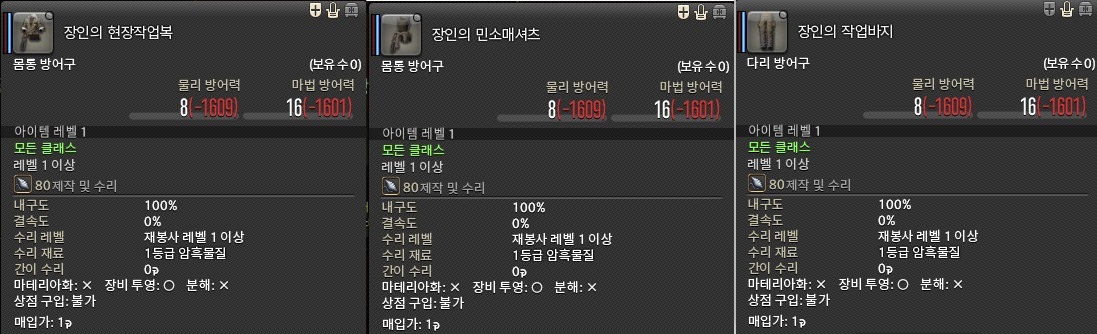 장인의 현장작업복
몸통 방어구 (보유 수 0)
물리 방어력 마법 방어력
8(-1609) 16(-1601)
아이템 레벨 1
모든 클래스
레벨 1 이상
80제작 및 수리
내구도 100%
결속도 0%
수리 레벨 재봉사 레벨 1 이상
수리 재료 1등급 암흑물질
간이 수리 0
마테리아화: × 장비 투영: ○ 분해: ×
상점 구입: 불가
매입가: 1
장인의 민소매셔츠
몸통 방어구 (보유 수 0)
물리 방어력 마법 방어력
8(-1609) 16(-1601)
아이템 레벨 1
모든 클래스
레벨 1 이상
80제작 및 수리
내구도 100%
결속도 0%
수리 레벨 재봉사 레벨 1 이상
수리 재료 1등급 암흑물질
간이 수리 0
마테리아화: × 장비 투영: ○ 분해: ×
상점 구입: 불가
매입가: 1
장인의 작업바지
다리 방어구 (보유 수 0)
물리 방어력 마법 방어력
8(-1609) 16(-1601)
아이템 레벨 1
모든 클래스
레벨 1 이상
80제작 및 수리
내구도 100%
결속도 0%
수리 레벨 재봉사 레벨 1 이상
수리 재료 1등급 암흑물질
간이 수리 0
마테리아화: × 장비 투영: ○ 분해: ×
상점 구입: 불가
매입가: 1